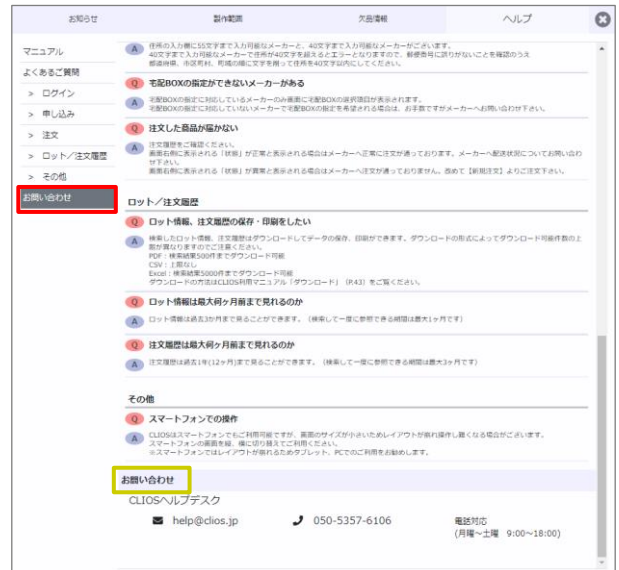 お知らせ
製作範囲
欠品情報
ヘルプ
マニュアル
よくあるご質問
> ログイン
> 申し込み
> 注文
> ロット/注文履歴
> その他
お問い合わせ
A 住所の入力欄に55文字まで入力可能なメーカーと、40文字まで入力可能なメーカーがございます。
40文字まで入力可能なメーカーで住所が40文字を超えるとエラーとなりますので、郵便番号に誤りがないことを確認のうえ
都道府県、市区町村、町域の欄に文字を削って住所を40文字以内にしてください。
Q 宅配BOXの指定ができないメーカーがある
A 宅配BOXの指定に対応しているメーカーのみ画面に宅配BOXの選択項目が表示されます。
宅配BOXの指定に対応していないメーカーで宅配BOXの指定を希望される場合は、お手数ですがメーカーへお問い合わせ下さい。
Q 注文した商品が届かない
A 注文履歴をご確認ください。
画面右側に表示される「状態」が正常と表示される場合はメーカーへ正常に注文が通っております。メーカーへ配送状況についてお問い合わ
せ下さい。
画面右側に表示される「状態」が異常と表示される場合はメーカーへ注文が通っておりません。改めて【新規注文】よりご注文下さい。
ロット/注文履歴
Q ロット情報、注文履歴の保存・印刷をしたい
A 検索したロット情報、注文履歴はダウンロードしてデータの保存、印刷ができます。ダウンロードの形式によってダウンロード可能件数の上
限が異なりますのでご注意ください。
PDF:検索結果500件までダウンロード可能
CSV:上限なし
Excel:検索結果5000件までダウンロード可能
ダウンロードの方法はCLIOS利用マニュアル「ダウンロード」(P.43)をご覧ください。
Q ロット情報は最大何ヶ月前まで見れるのか
A ロット情報は過去3か月まで見ることができます。(検索して一度に参照できる期間は最大1ヶ月です)
Q 注文履歴は最大何ヶ月前まで見れるのか
A 注文履歴は過去1年(12ヶ月)まで見ることができます。(検索して一度に参照できる期間は最大3ヶ月です)
その他
Q スマートフォンでの操作
A CLIOSはスマートフォンでもご利用可能ですが、画面のサイズが小さいためレイアウトが崩れ操作し難くなる場合がございます。
スマートフォンの画面を縦、横に切り替えてご利用ください。
※スマートフォンではレイアウトが崩れるためタブレット、PCでのご利用をお勧めします。
お問い合わせ
CLIOSヘルプデスク
help@clios.jp
050-5357-6106
電話対応
(月曜~土曜 9:00~18:00)